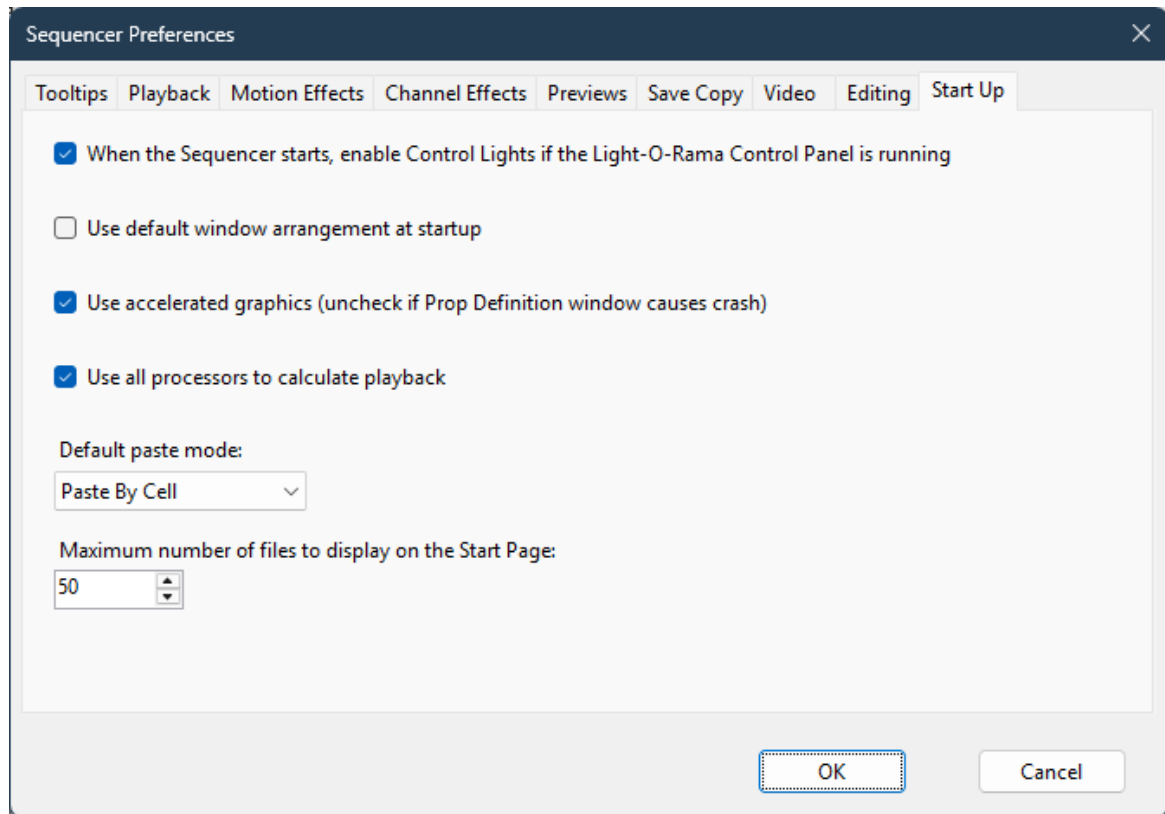 Sequencer Preferences
Tooltips Playback Motion Effects Channel Effects Previews Save Copy Video Editing Start Up
When the Sequencer starts, enable Control Lights if the Light-O-Rama Control Panel is running
Use default window arrangement at startup
Use accelerated graphics (uncheck if Prop Definition window causes crash)
Use all processors to calculate playback
Default paste mode:
Paste By Cell
Maximum number of files to display on the Start Page:
50
OK Cancel